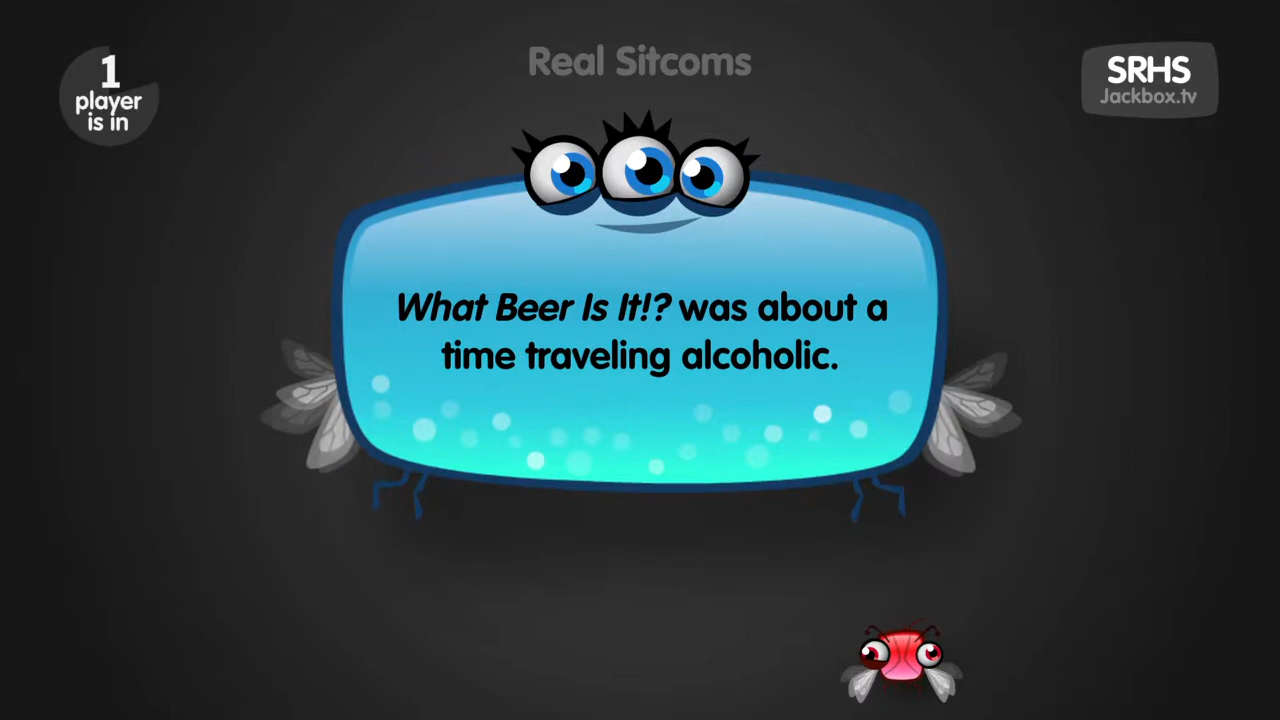 Real Sitcoms
1
player
is in
SRHS
Jackbox.tv
What Beer Is It!? was about a
time traveling alcoholic.